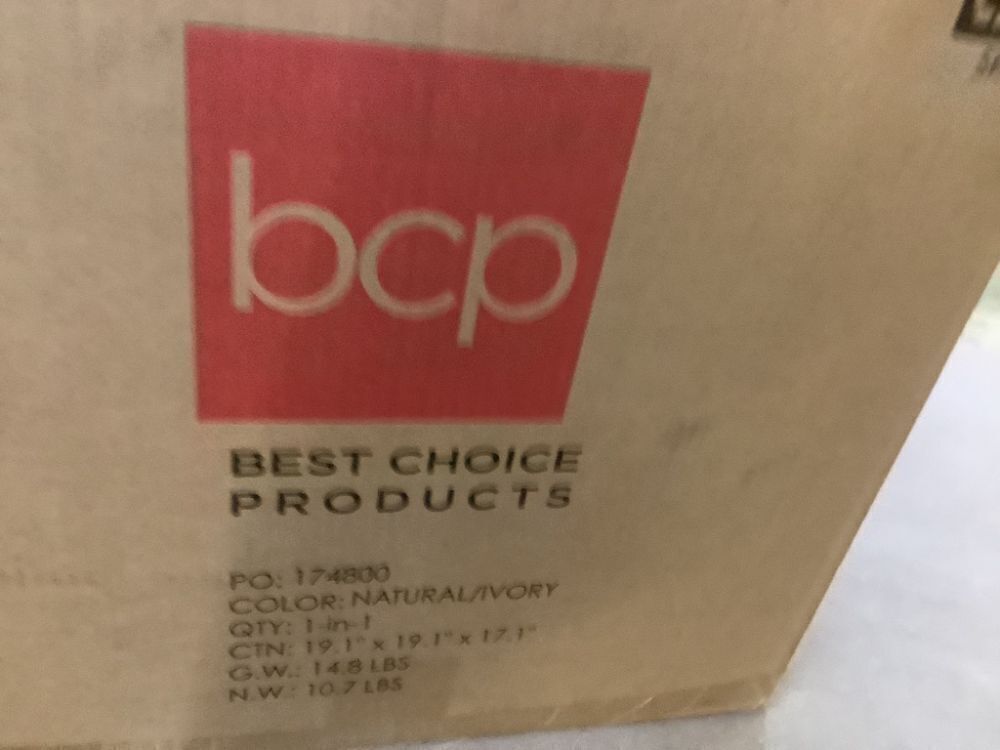 bcp
BEST CHOICE
PRODUCTS
PO: 174800
COLOR: NATURAL/IVORY
QTY: 1-in-1
CTN: 19.1" x 19.1" x 17.1"
G.W.: 14.8 LBS
N.W.: 10.7 LBS